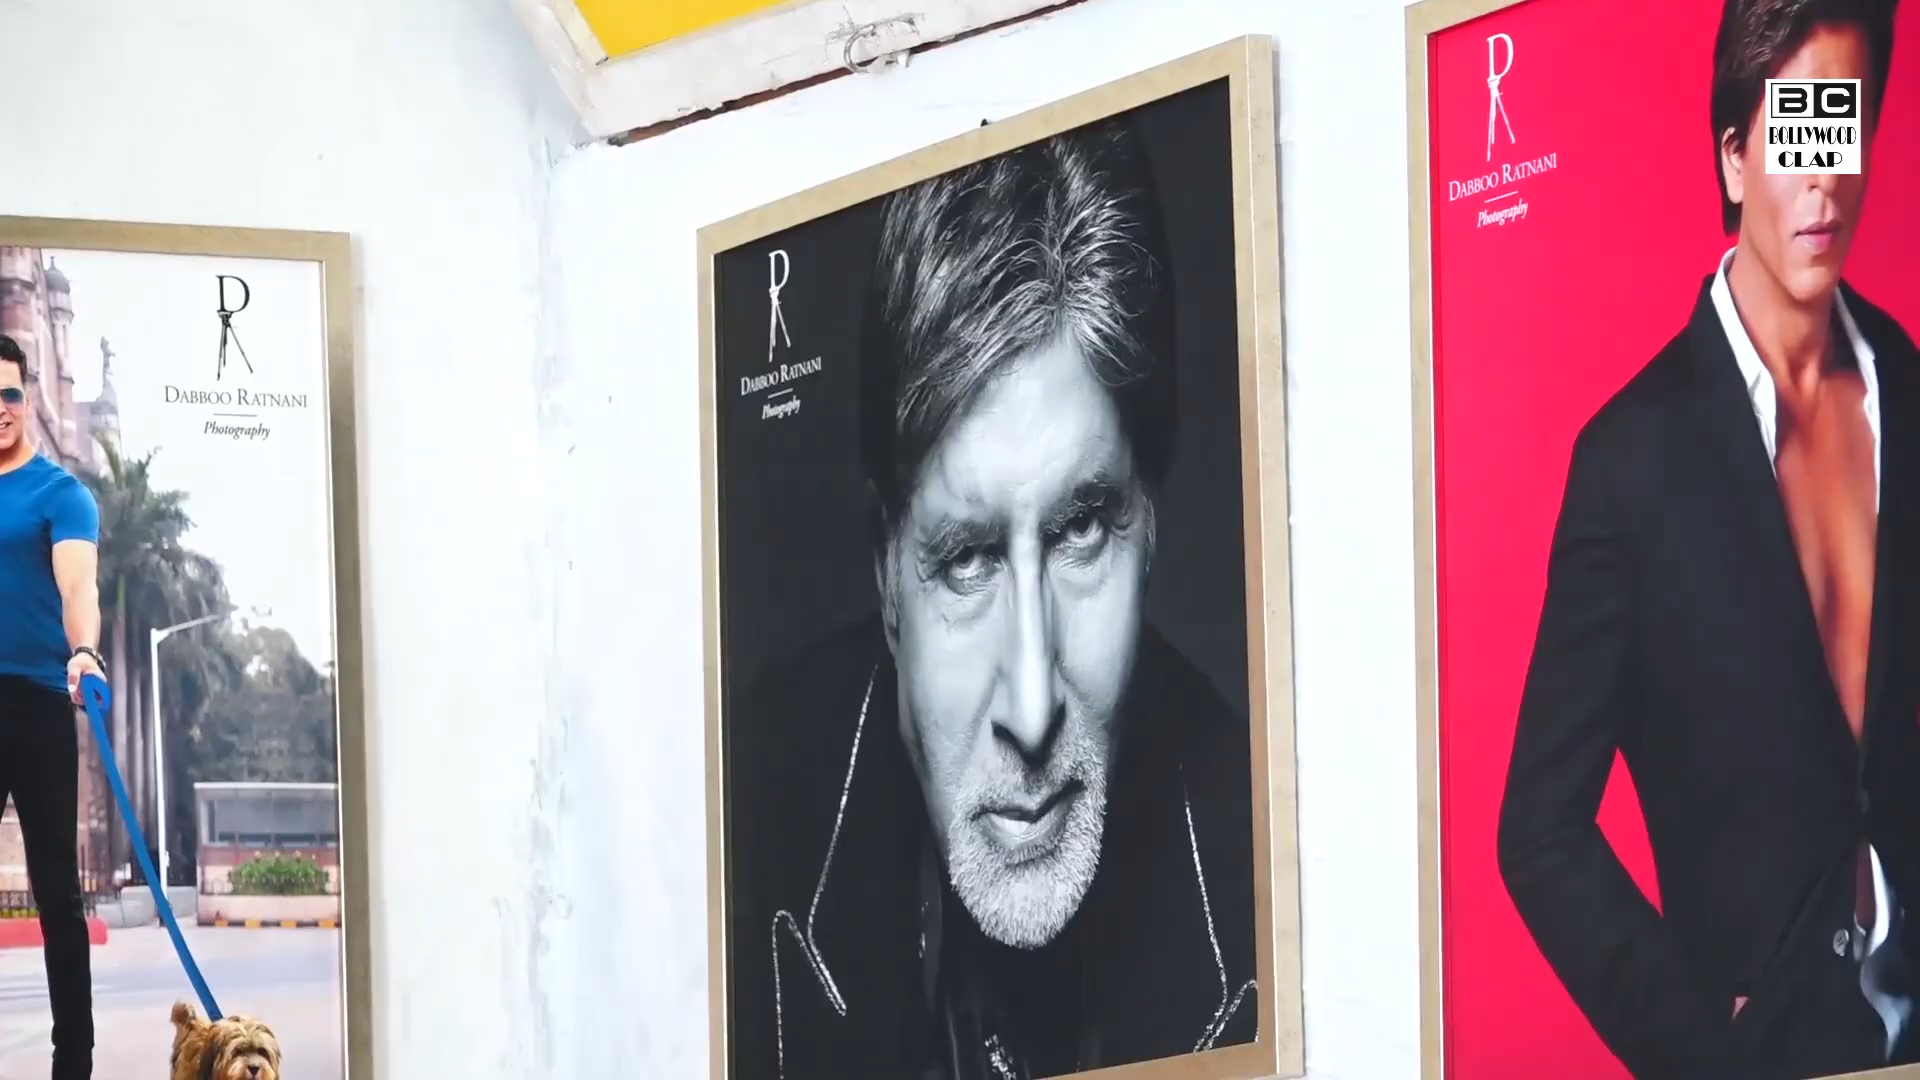 D
R
DABBOO RATNANI
Photography
D
R
DABBOO RATNANI
Photography
D
R
DABBOO RATNANI
Photography
BC
BOLLYWOOD
CLAP